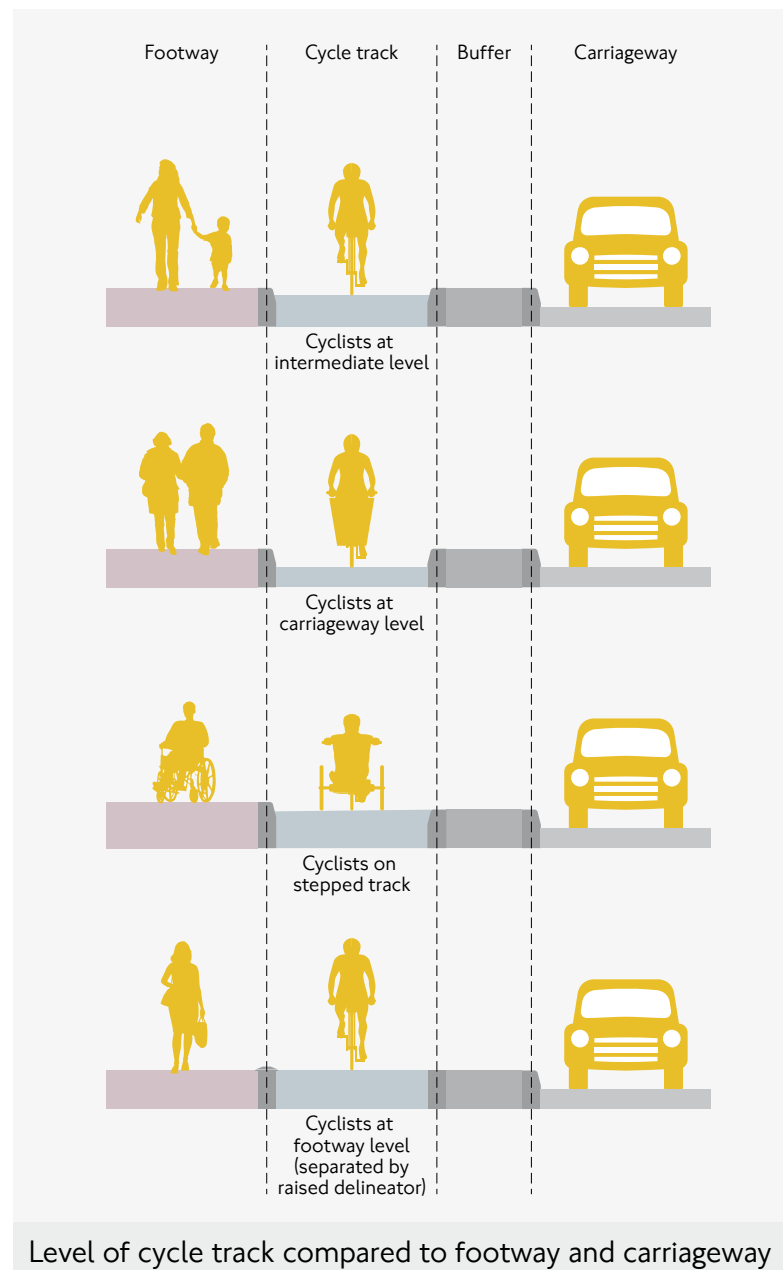 Footway Cycle track Buffer Carriageway
Cyclists at
intermediate level
Cyclists at
carriageway level
Cyclists on
stepped track
Cyclists at
footway level
(separated by
raised delineator)
Level of cycle track compared to footway and carriageway